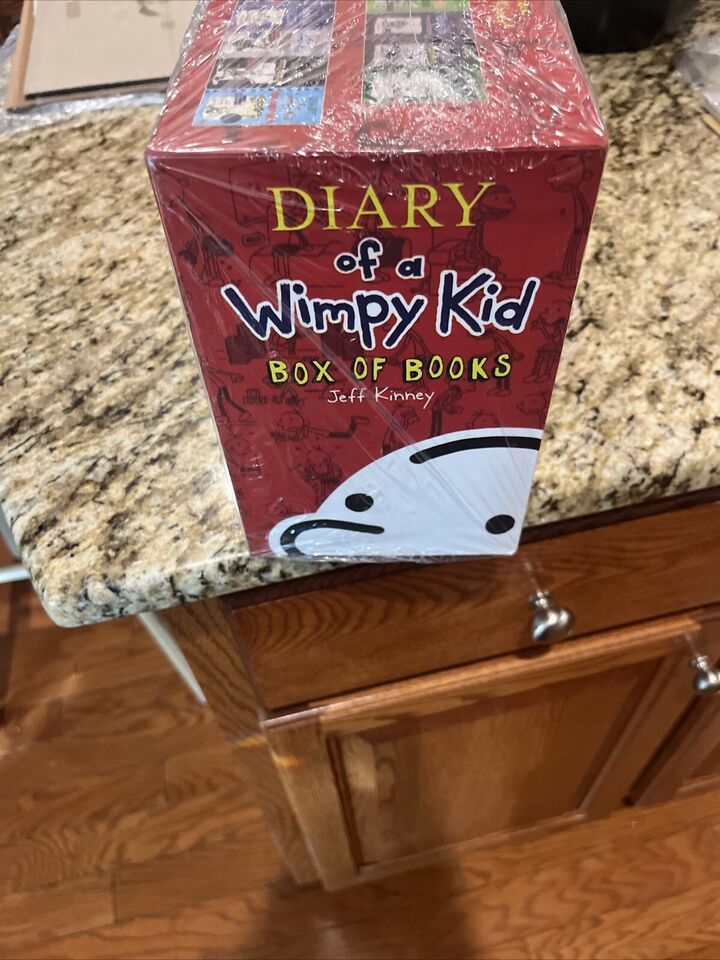 DIARY
of a
Wimpy Kid
BOX OF BOOKS
Jeff Kinney